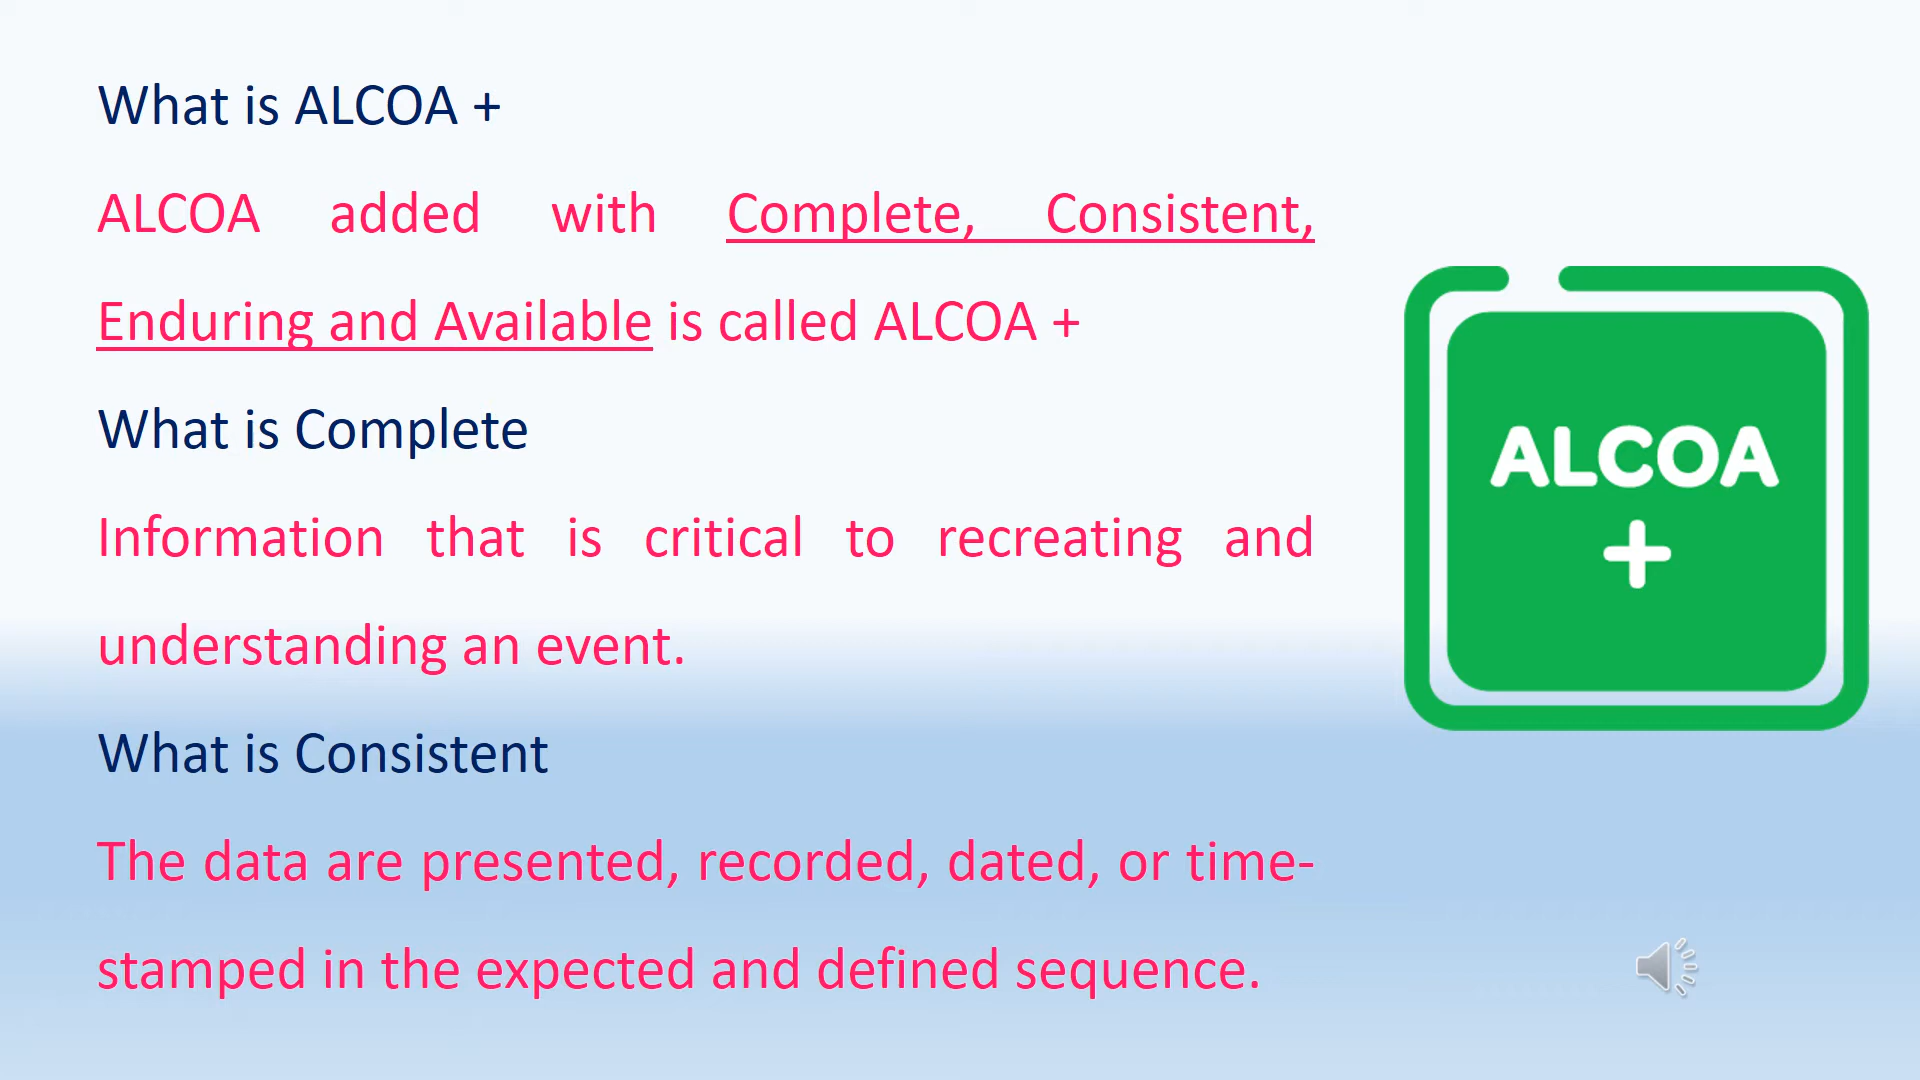 What is ALCOA +
ALCOA added with Complete, Consistent,
Enduring and Available is called ALCOA +
What is Complete
Information that is critical to recreating and
understanding an event.
What is Consistent
The data are presented, recorded, dated, or time-
stamped in the expected and defined sequence.
ALCOA
+